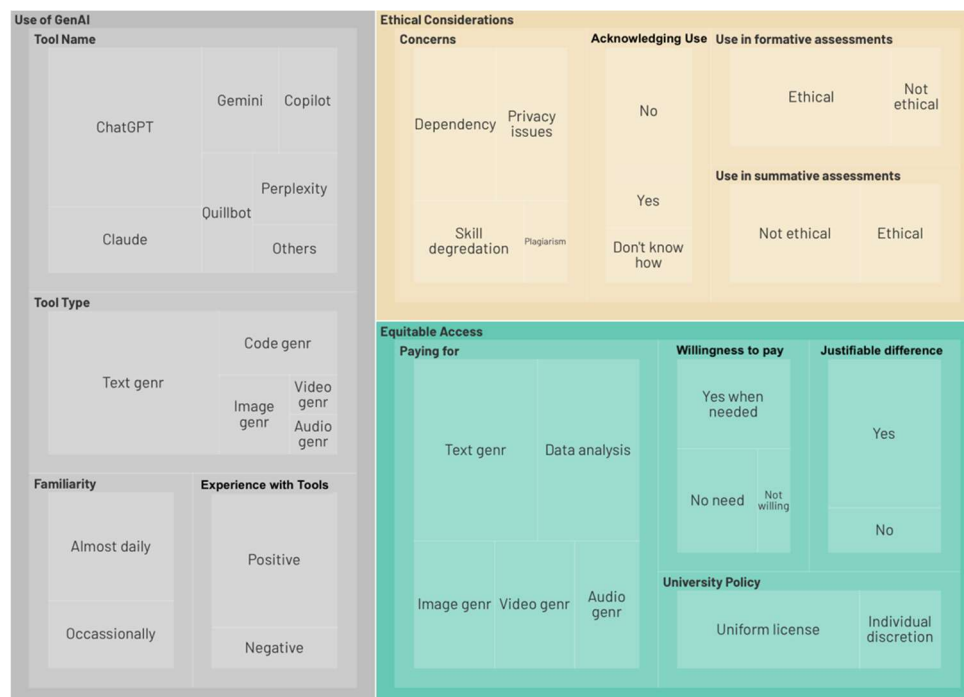 Use of GenAI
Tool Name
ChatGPT
Gemini
Copilot
Claude
Quillbot
Perplexity
Others
Tool Type
Text genr
Code genr
Image
genr
Video
genr
Audio
genr
Familiarity
Almost daily
Occassionally
Experience with Tools
Positive
Negative
Ethical Considerations
Concerns
Dependency
Privacy
issues
Skill
degredation
Plagiarism
Acknowledging Use
No
Yes
Don't know
how
Use in formative assessments
Ethical
Not
ethical
Use in summative assessments
Not ethical
Ethical
Equitable Access
Paying for
Text genr
Data analysis
Image genr
Video genr
Audio
genr
Willingness to pay
Yes when
needed
No need
Not
willing
Justifiable difference
Yes
No
University Policy
Uniform license
Individual
discretion